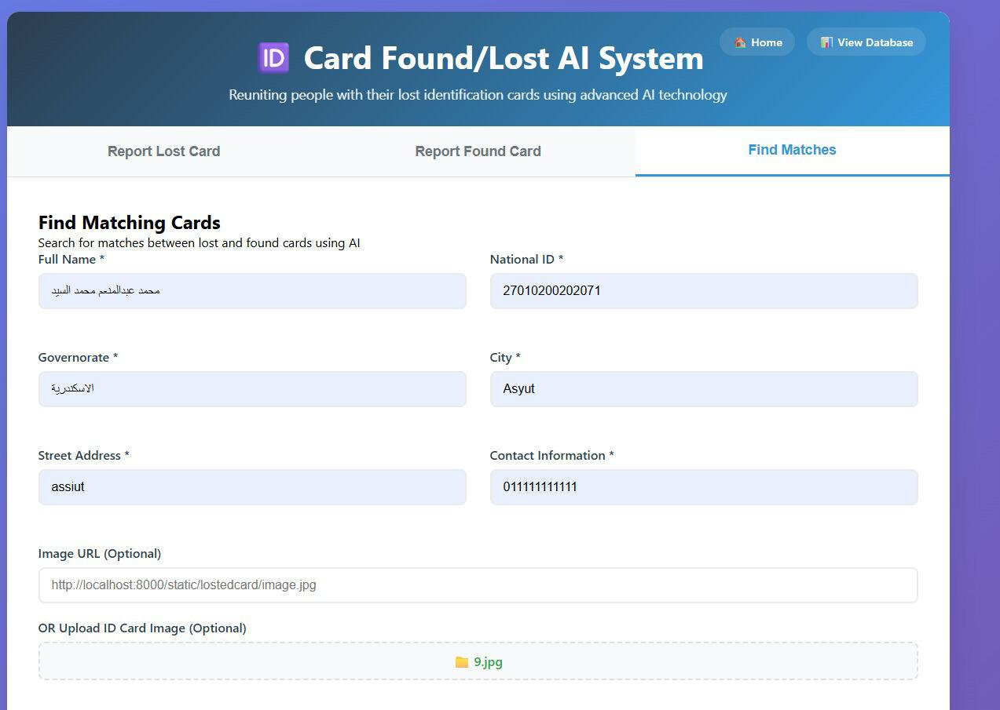 🆔 Card Found/Lost AI System
🏠 Home
📊 View Database
Reuniting people with their lost identification cards using advanced AI technology
Report Lost Card
Report Found Card
Find Matches
Find Matching Cards
Search for matches between lost and found cards using AI
Full Name *
National ID *
محمد عبدالمنعم محمد السيد
27010200202071
Governorate *
City *
الاسكندرية
Asyut
Street Address *
Contact Information *
assiut
011111111111
Image URL (Optional)
http://localhost:8000/static/lostedcard/image.jpg
OR Upload ID Card Image (Optional)
📁 9.jpg